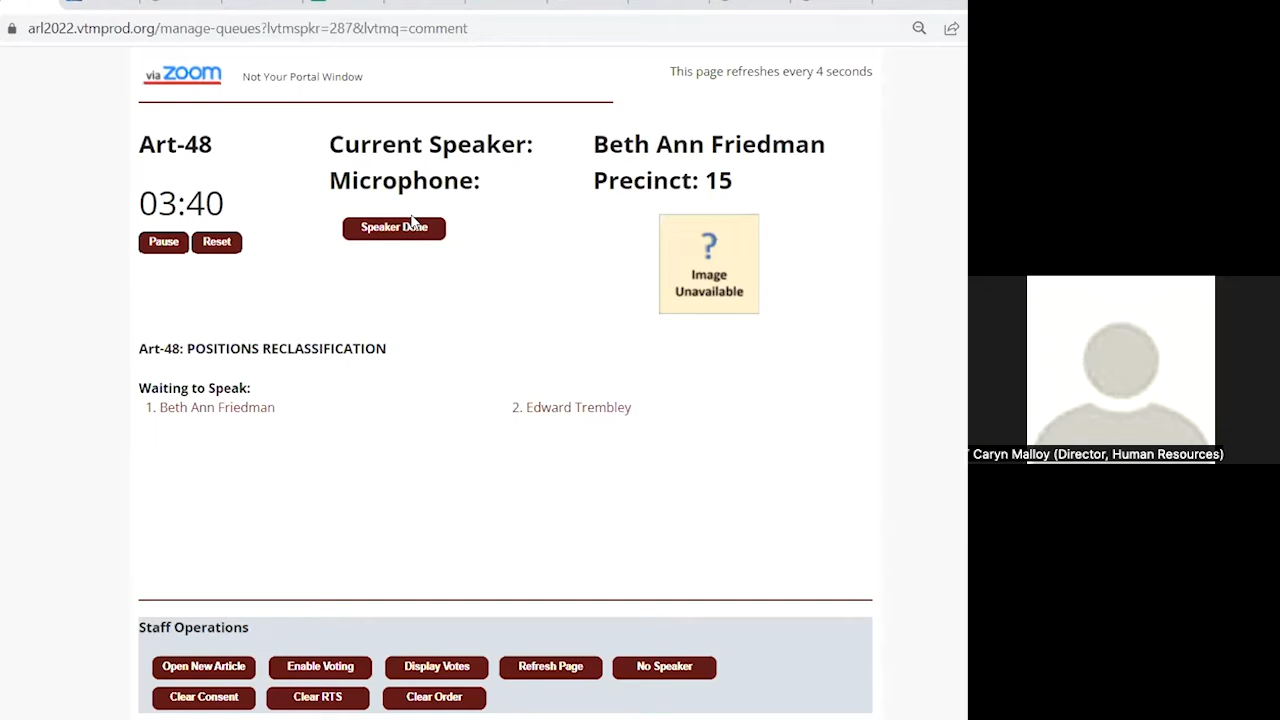 arl2022.vtmprod.org/manage-queues?lvtmspkr=287&lvtmq=comment
via zoom
Not Your Portal Window
This page refreshes every 4 seconds
Art-48
Current Speaker:
Beth Ann Friedman
Microphone:
Precinct: 15
03:40
Speaker Done
Pause
Reset
?
Image
Unavailable
Art-48: POSITIONS RECLASSIFICATION
Waiting to Speak:
1. Beth Ann Friedman
2. Edward Trembley
Caryn Malloy (Director, Human Resources)
Staff Operations
Open New Article
Enable Voting
Display Votes
Refresh Page
No Speaker
Clear Consent
Clear RTS
Clear Order